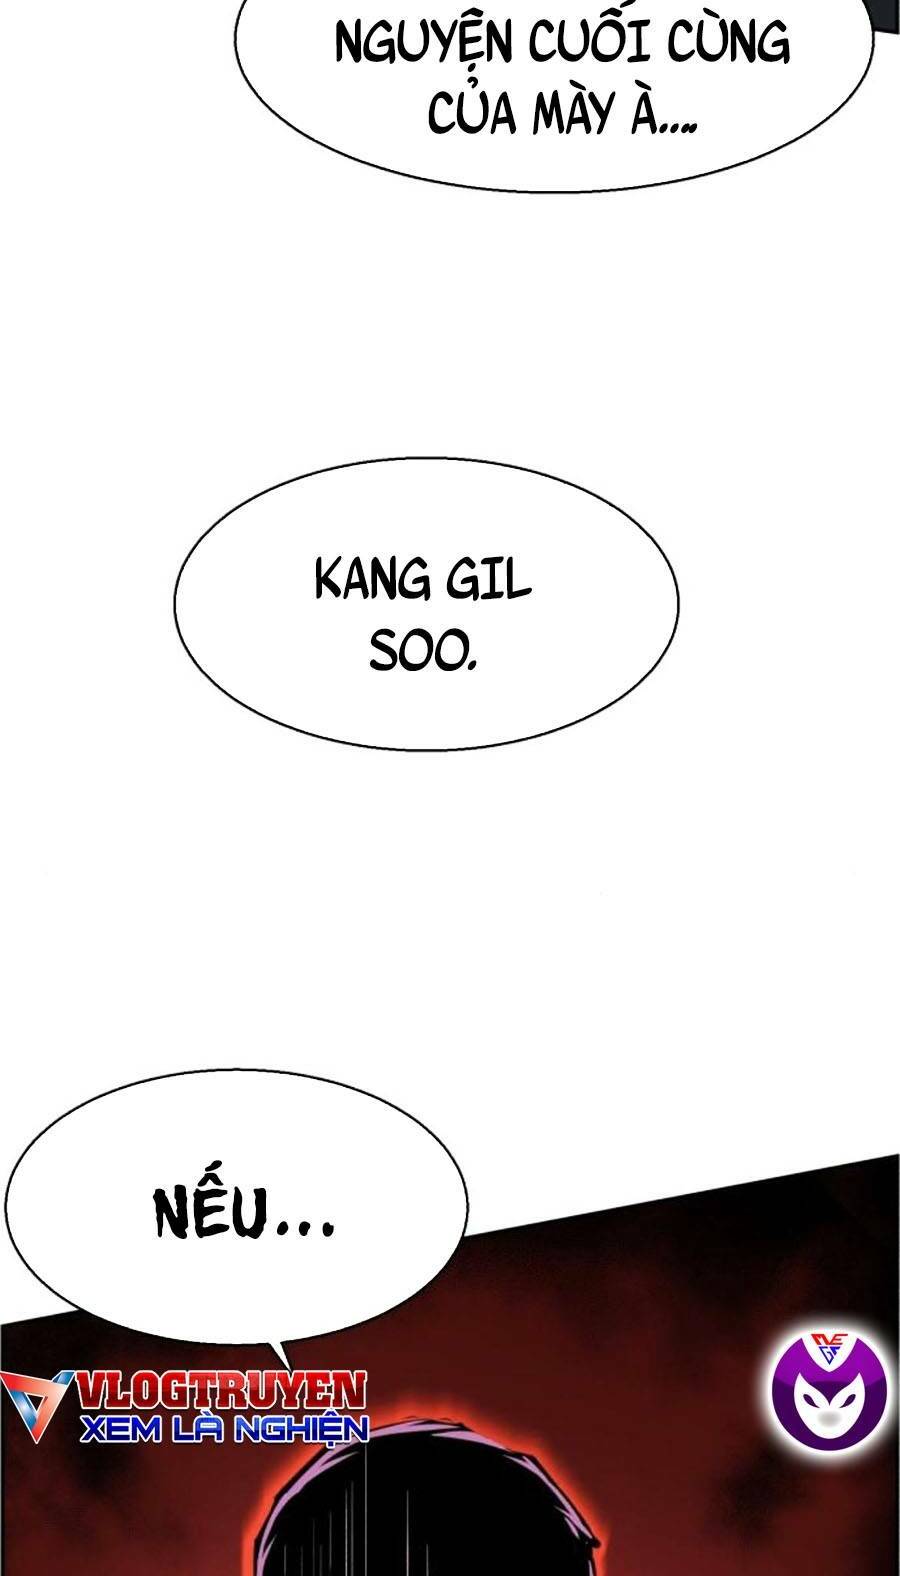 NGUYỆN CUỐI CÙNG
CỦA MÀY À....
KANG GIL
SOO.
NẾU...
VLOGTRUYEN
XEM LÀ NGHIỆN